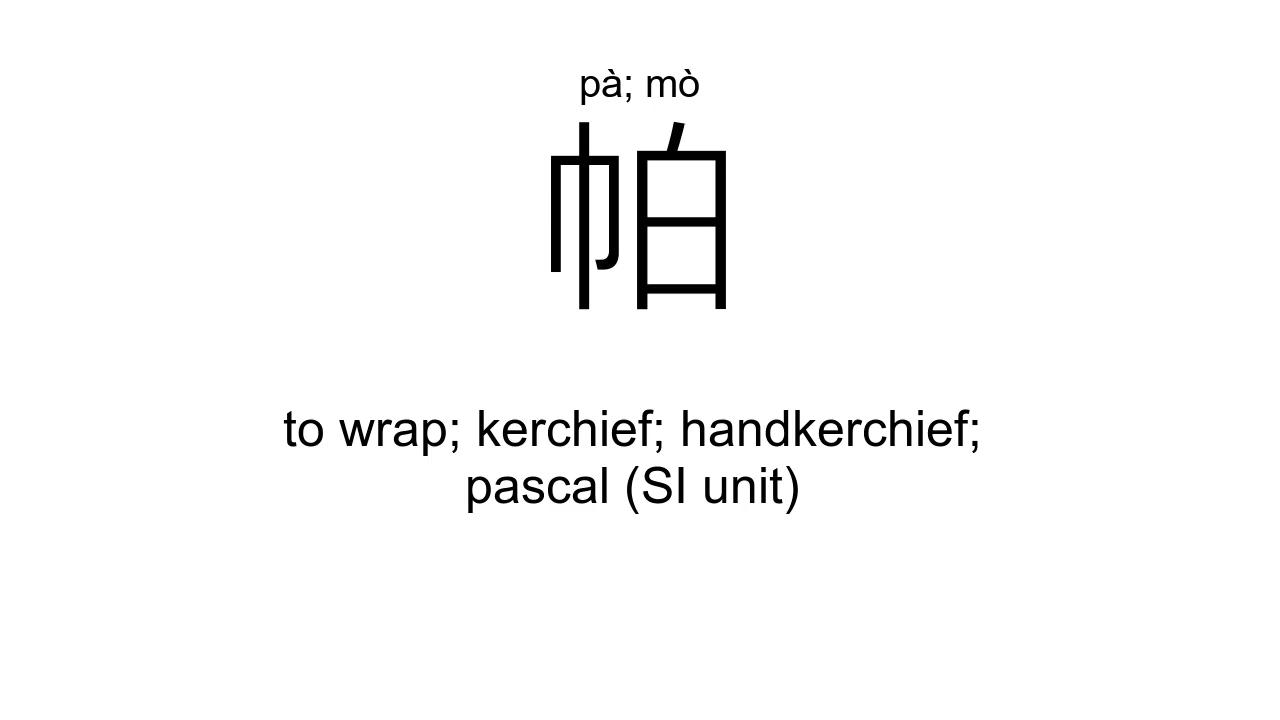 pà; mò
帕
to wrap; kerchief; handkerchief;
pascal (SI unit)